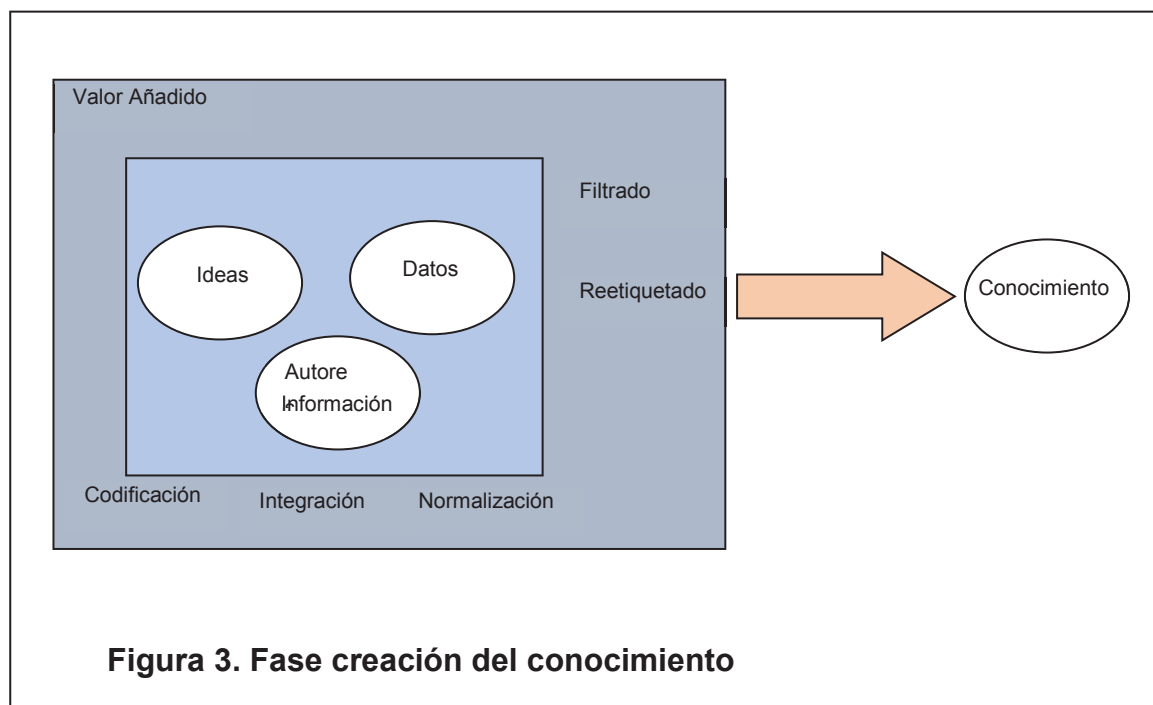 Valor Añadido
Filtrado
Ideas
Datos
Reetiquetado
Conocimiento
Autore
Información
Codificación
Integración
Normalización
Figura 3. Fase creación del conocimiento